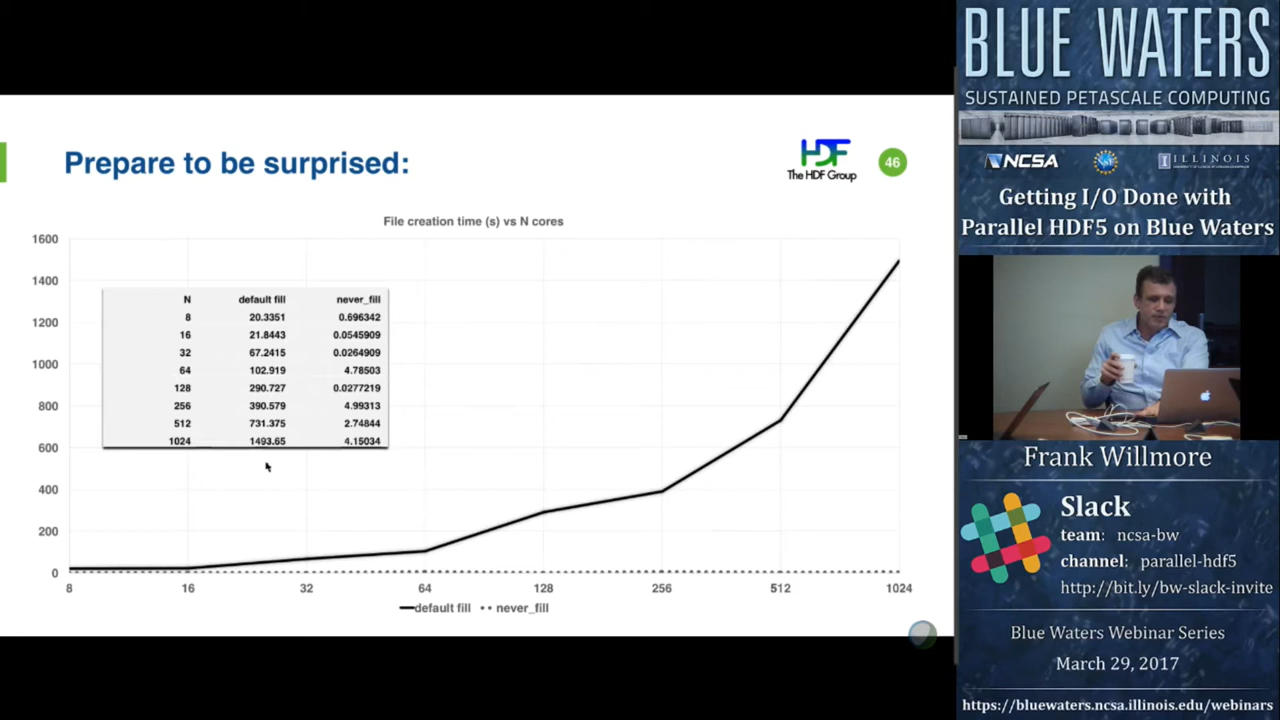 Prepare to be surprised:
HDF
The HDF Group
46
File creation time (s) vs N cores
1600
1400
1200
1000
800
600
400
200
0
N default fill never_fill
8 20.3351 0.696342
16 21.8443 0.0545909
32 67.2415 0.0264909
64 102.919 4.78503
128 290.727 0.0277219
256 390.579 4.99313
512 731.375 2.74844
1024 1493.65 4.15034
8 16 32 64 128 256 512 1024
default fill never_fill
BLUE WATERS
SUSTAINED PETASCALE COMPUTING
NCSA
ILLINOIS
Getting I/O Done with
Parallel HDF5 on Blue Waters
Frank Willmore
Slack
team: ncsa-bw
channel: parallel-hdf5
http://bit.ly/bw-slack-invite
Blue Waters Webinar Series
March 29, 2017
https://bluewaters.ncsa.illinois.edu/webinars